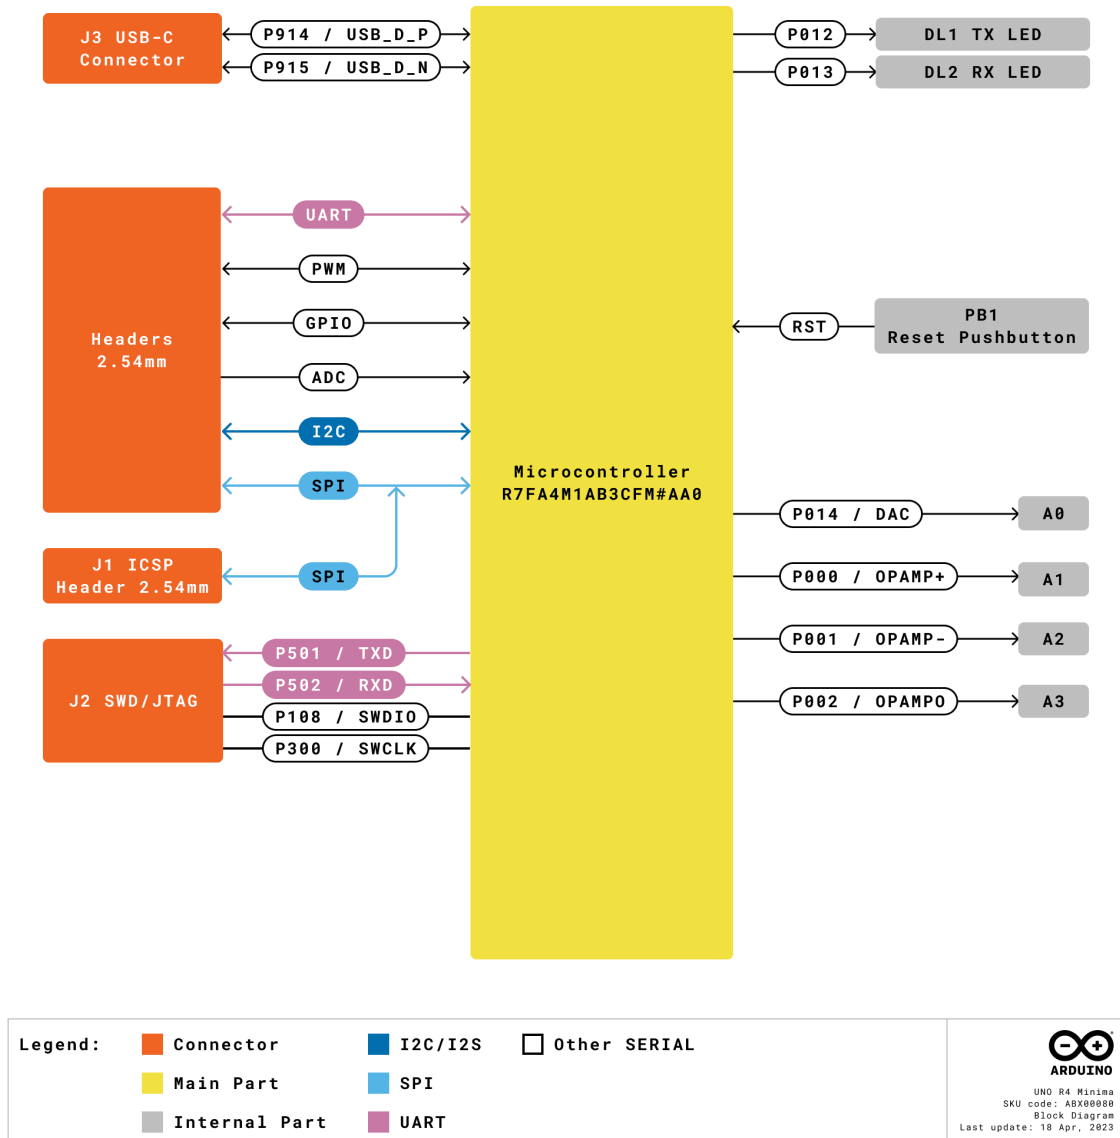 J3 USB-C
Connector
P914 / USB_D_P
P915 / USB_D_N
P012
DL1 TX LED
P013
DL2 RX LED
Headers
2.54mm
UART
PWM
GPIO
ADC
I2C
SPI
J1 ICSP
Header 2.54mm
SPI
J2 SWD/JTAG
P501 / TXD
P502 / RXD
P108 / SWDIO
P300 / SWCLK
Microcontroller
R7FA4M1AB3CFM#AA0
RST
PB1
Reset Pushbutton
P014 / DAC
A0
P000 / OPAMP+
A1
P001 / OPAMP-
A2
P002 / OPAMPO
A3
Legend:
Connector
Main Part
Internal Part
I2C/I2S
SPI
UART
Other SERIAL
ARDUINO
UNO R4 Minima
SKU code: ABX00080
Block Diagram
Last update: 18 Apr, 2023